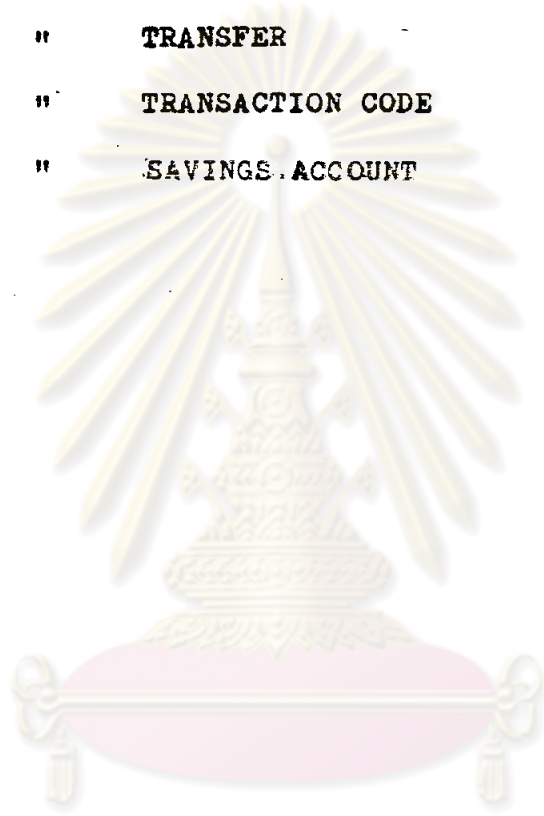 " TRANSFER
" TRANSACTION CODE
" SAVINGS ACCOUNT